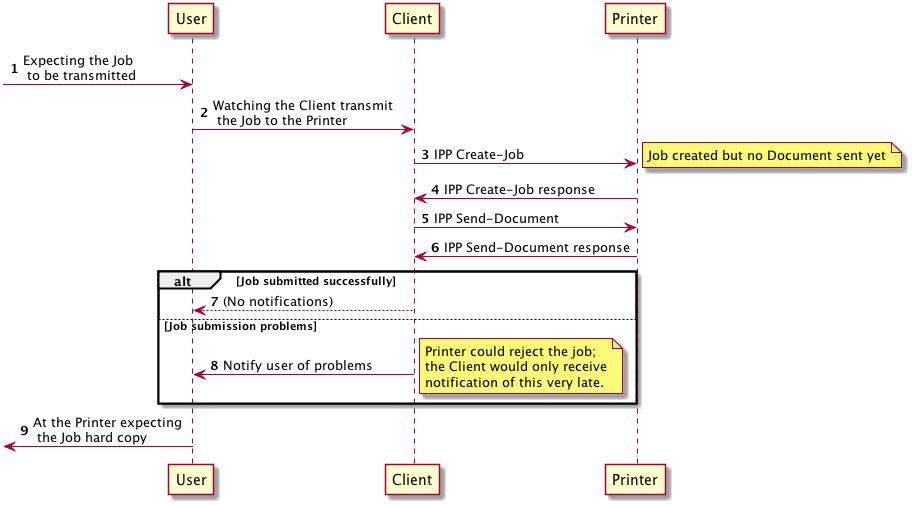 User Client Printer
1 Expecting the Job
to be transmitted
2 Watching the Client transmit
the Job to the Printer
3 IPP Create-Job
Job created but no Document sent yet
4 IPP Create-Job response
5 IPP Send-Document
6 IPP Send-Document response
alt [Job submitted successfully]
7 (No notifications)
[Job submission problems]
Printer could reject the job;
8 Notify user of problems
the Client would only receive
notification of this very late.
9 At the Printer expecting
the Job hard copy
User Client Printer